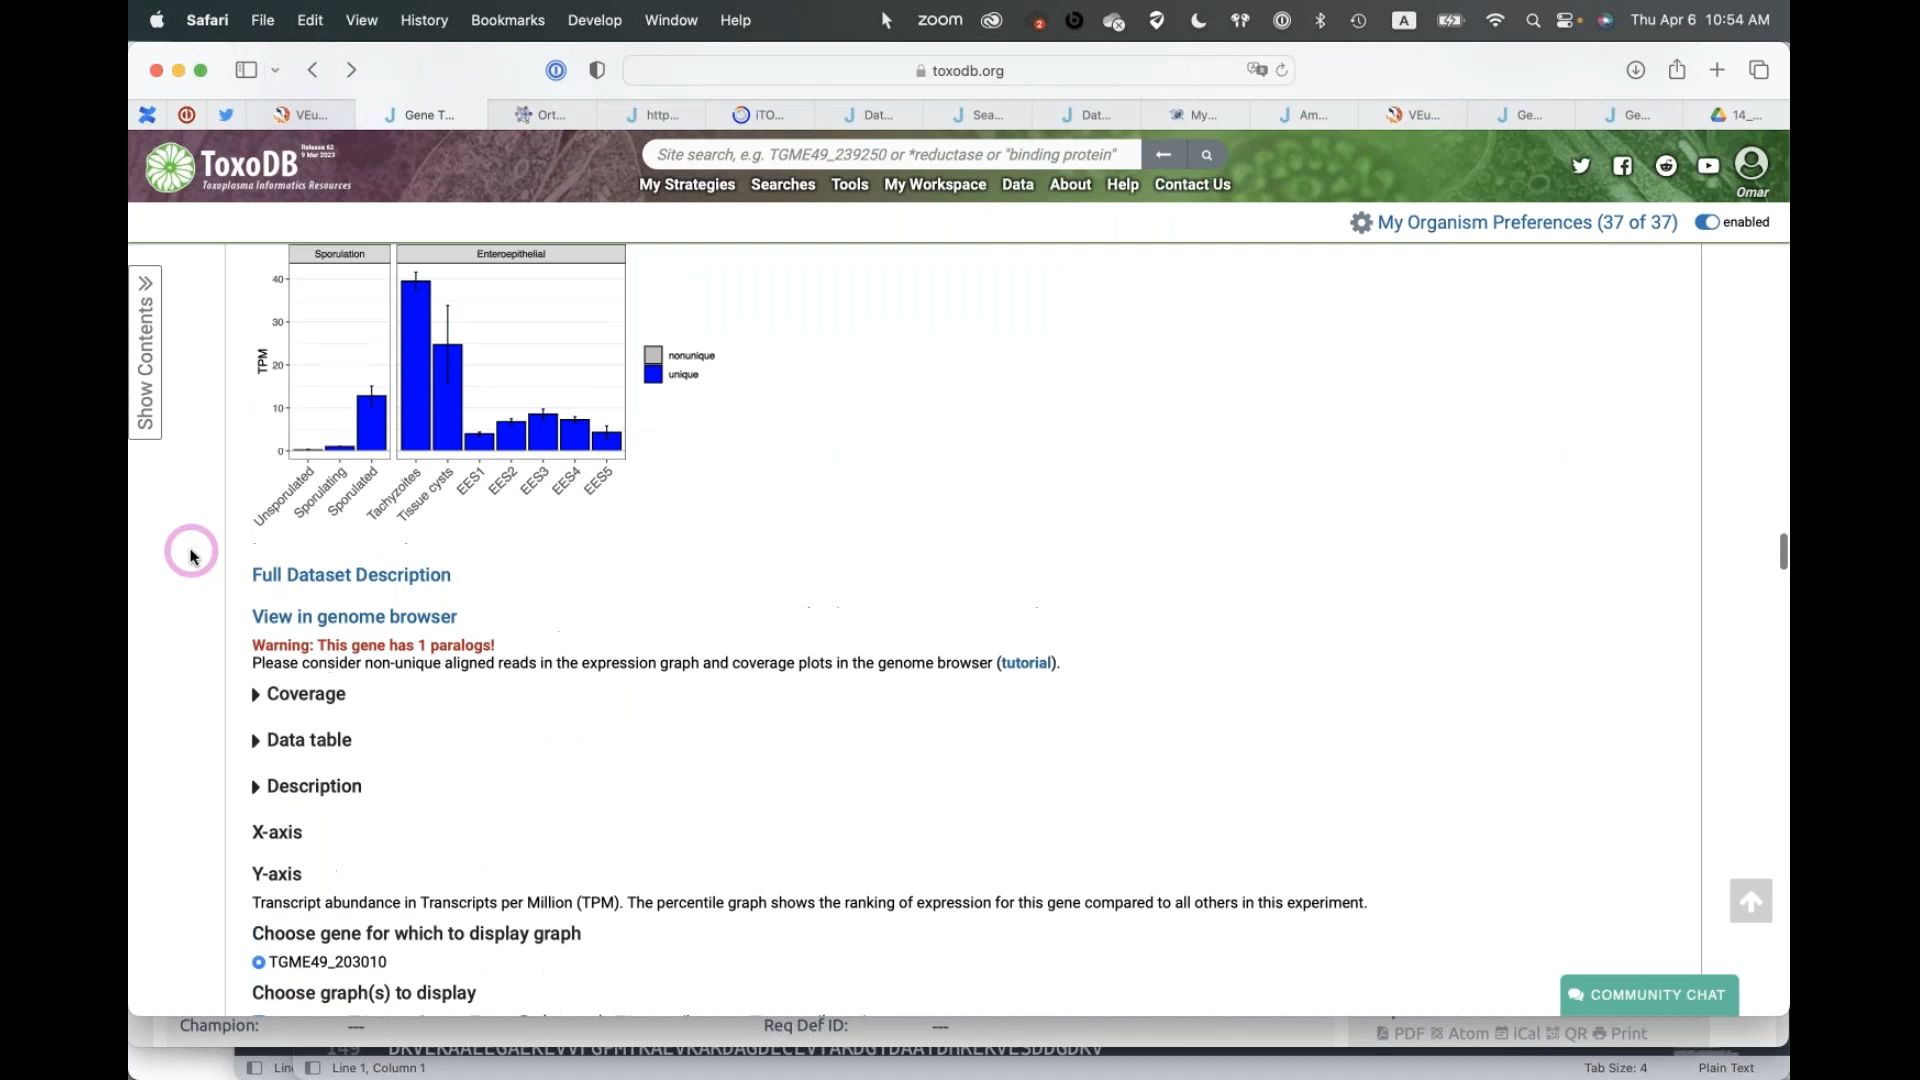 Safari File Edit View History Bookmarks Develop Window Help zoom 2 A Thu Apr 6 10:54 AM
toxodb.org
VEu... Gene T... Ort... http... iTO... Dat... Sea... Dat... My... Am... VEu... Ge... Ge... 14_...
ToxoDB
Release 62
9 Mar 2023
Toxoplasma Informatics Resources
Site search, e.g. TGME49_239250 or *reductase or "binding protein"
My Strategies Searches Tools My Workspace Data About Help Contact Us
Omar
My Organism Preferences (37 of 37) enabled
Show Contents
Sporulation Enteroepithelial
TPM
40
30
20
10
0
Unsporulated Sporulating Sporulated Tachyzoites Tissue cysts EES1 EES2 EES3 EES4 EES5
nonunique
unique
Full Dataset Description
View in genome browser
Warning: This gene has 1 paralogs!
Please consider non-unique aligned reads in the expression graph and coverage plots in the genome browser (tutorial).
Coverage
Data table
Description
X-axis
Y-axis
Transcript abundance in Transcripts per Million (TPM). The percentile graph shows the ranking of expression for this gene compared to all others in this experiment.
Choose gene for which to display graph
TGME49_203010
Choose graph(s) to display
COMMUNITY CHAT
Champion: --- Req Def ID: ---
PDF Atom iCal QR Print
Line 1, Column 1 Tab Size: 4 Plain Text